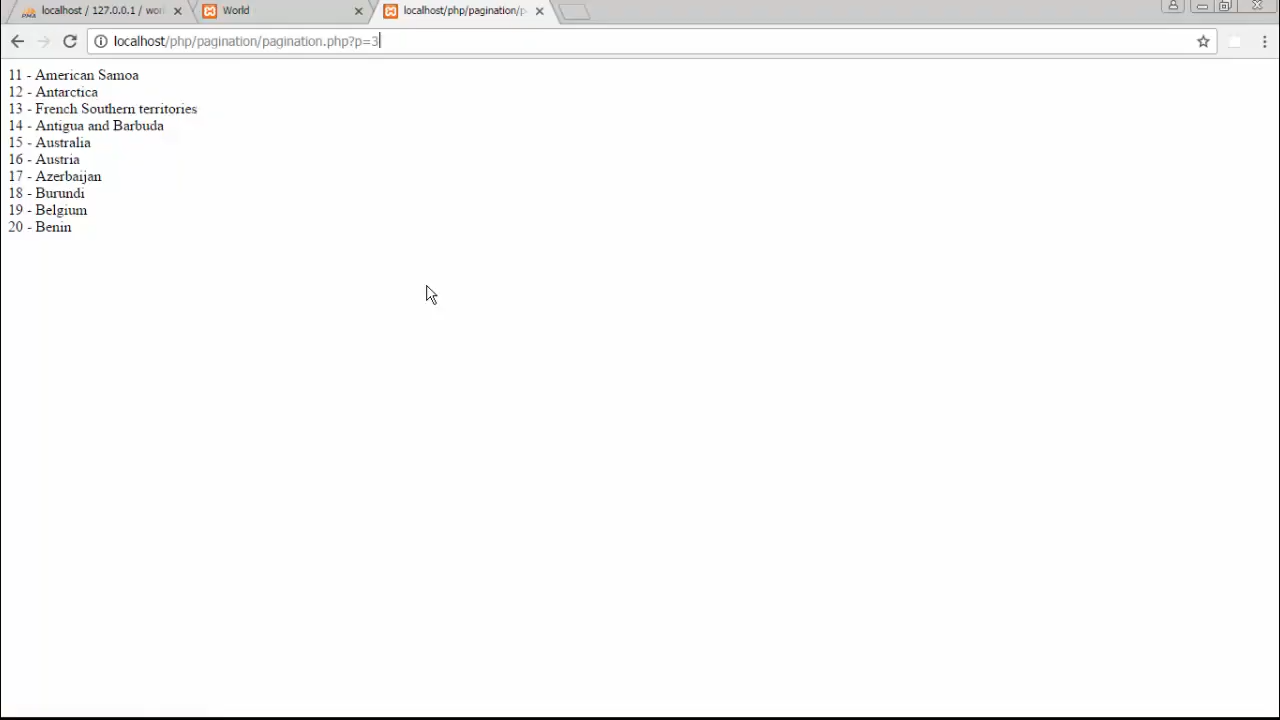 localhost / 127.0.0.1 / worl
World
localhost/php/pagination/p
localhost/php/pagination/pagination.php?p=3
11 - American Samoa
12 - Antarctica
13 - French Southern territories
14 - Antigua and Barbuda
15 - Australia
16 - Austria
17 - Azerbaijan
18 - Burundi
19 - Belgium
20 - Benin